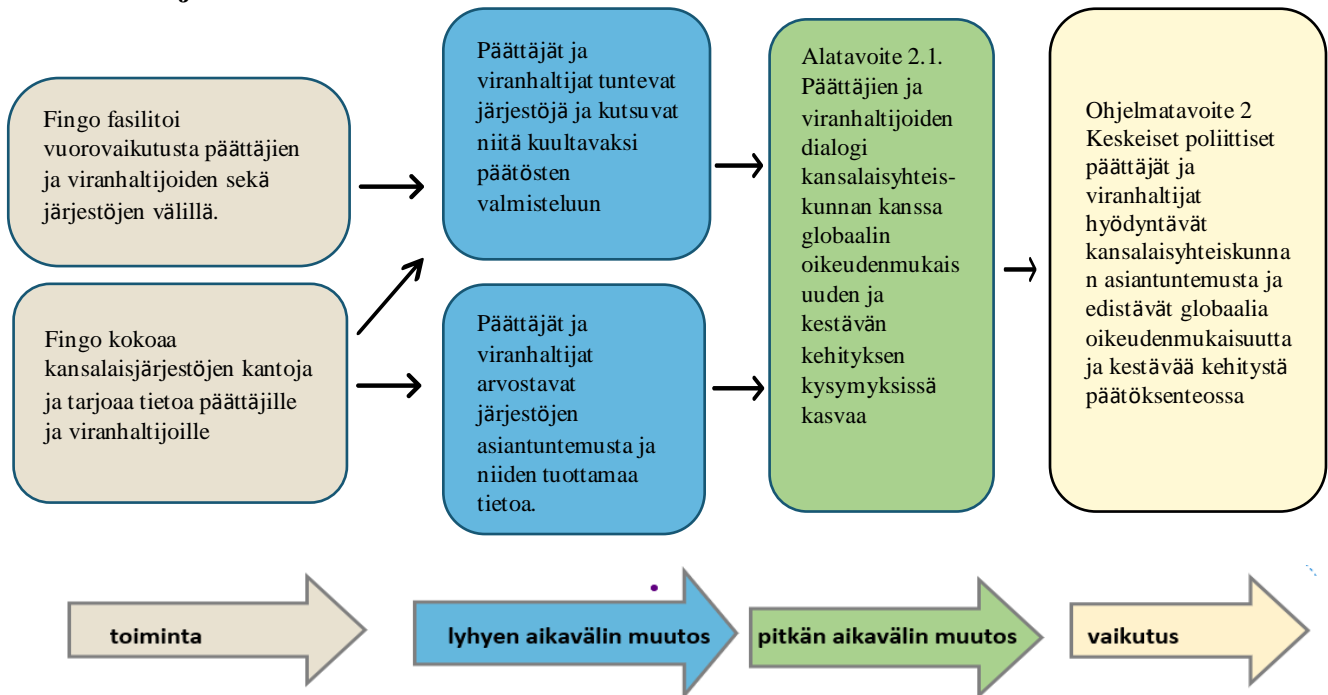 Fingo fasilitoi
vuorovaikutusta päättäjien
ja viranhaltijoiden sekä
järjestöjen välillä.
Fingo kokoaa
kansalaisjärjestöjen kantoja
ja tarjoaa tietoa päättäjille
ja viranhaltijoille
Päättäjät ja
viranhaltijat tuntevat
järjestöjä ja kutsuvat
niitä kuultavaksi
päätösten
valmisteluun
Päättäjät ja
viranhaltijat
arvostavat
järjestöjen
asiantuntemusta ja
niiden tuottamaa
tietoa.
Alatavoite 2.1.
Päättäjien ja
viranhaltijoiden
dialogi
kansalaisyhteis-
kunnan kanssa
globaalin
oikeudenmukais
uuden ja
kestävän
kehityksen
kysymyksissä
kasvaa
Ohjelmatavoite 2
Keskeiset poliittiset
päättäjät ja
viranhaltijat
hyödyntävät
kansalaisyhteiskunna
n asiantuntemusta ja
edistävät globaalia
oikeudenmukaisuutta
ja kestävää kehitystä
päätöksenteossa
toiminta
lyhyen aikavälin muutos
pitkän aikavälin muutos
vaikutus